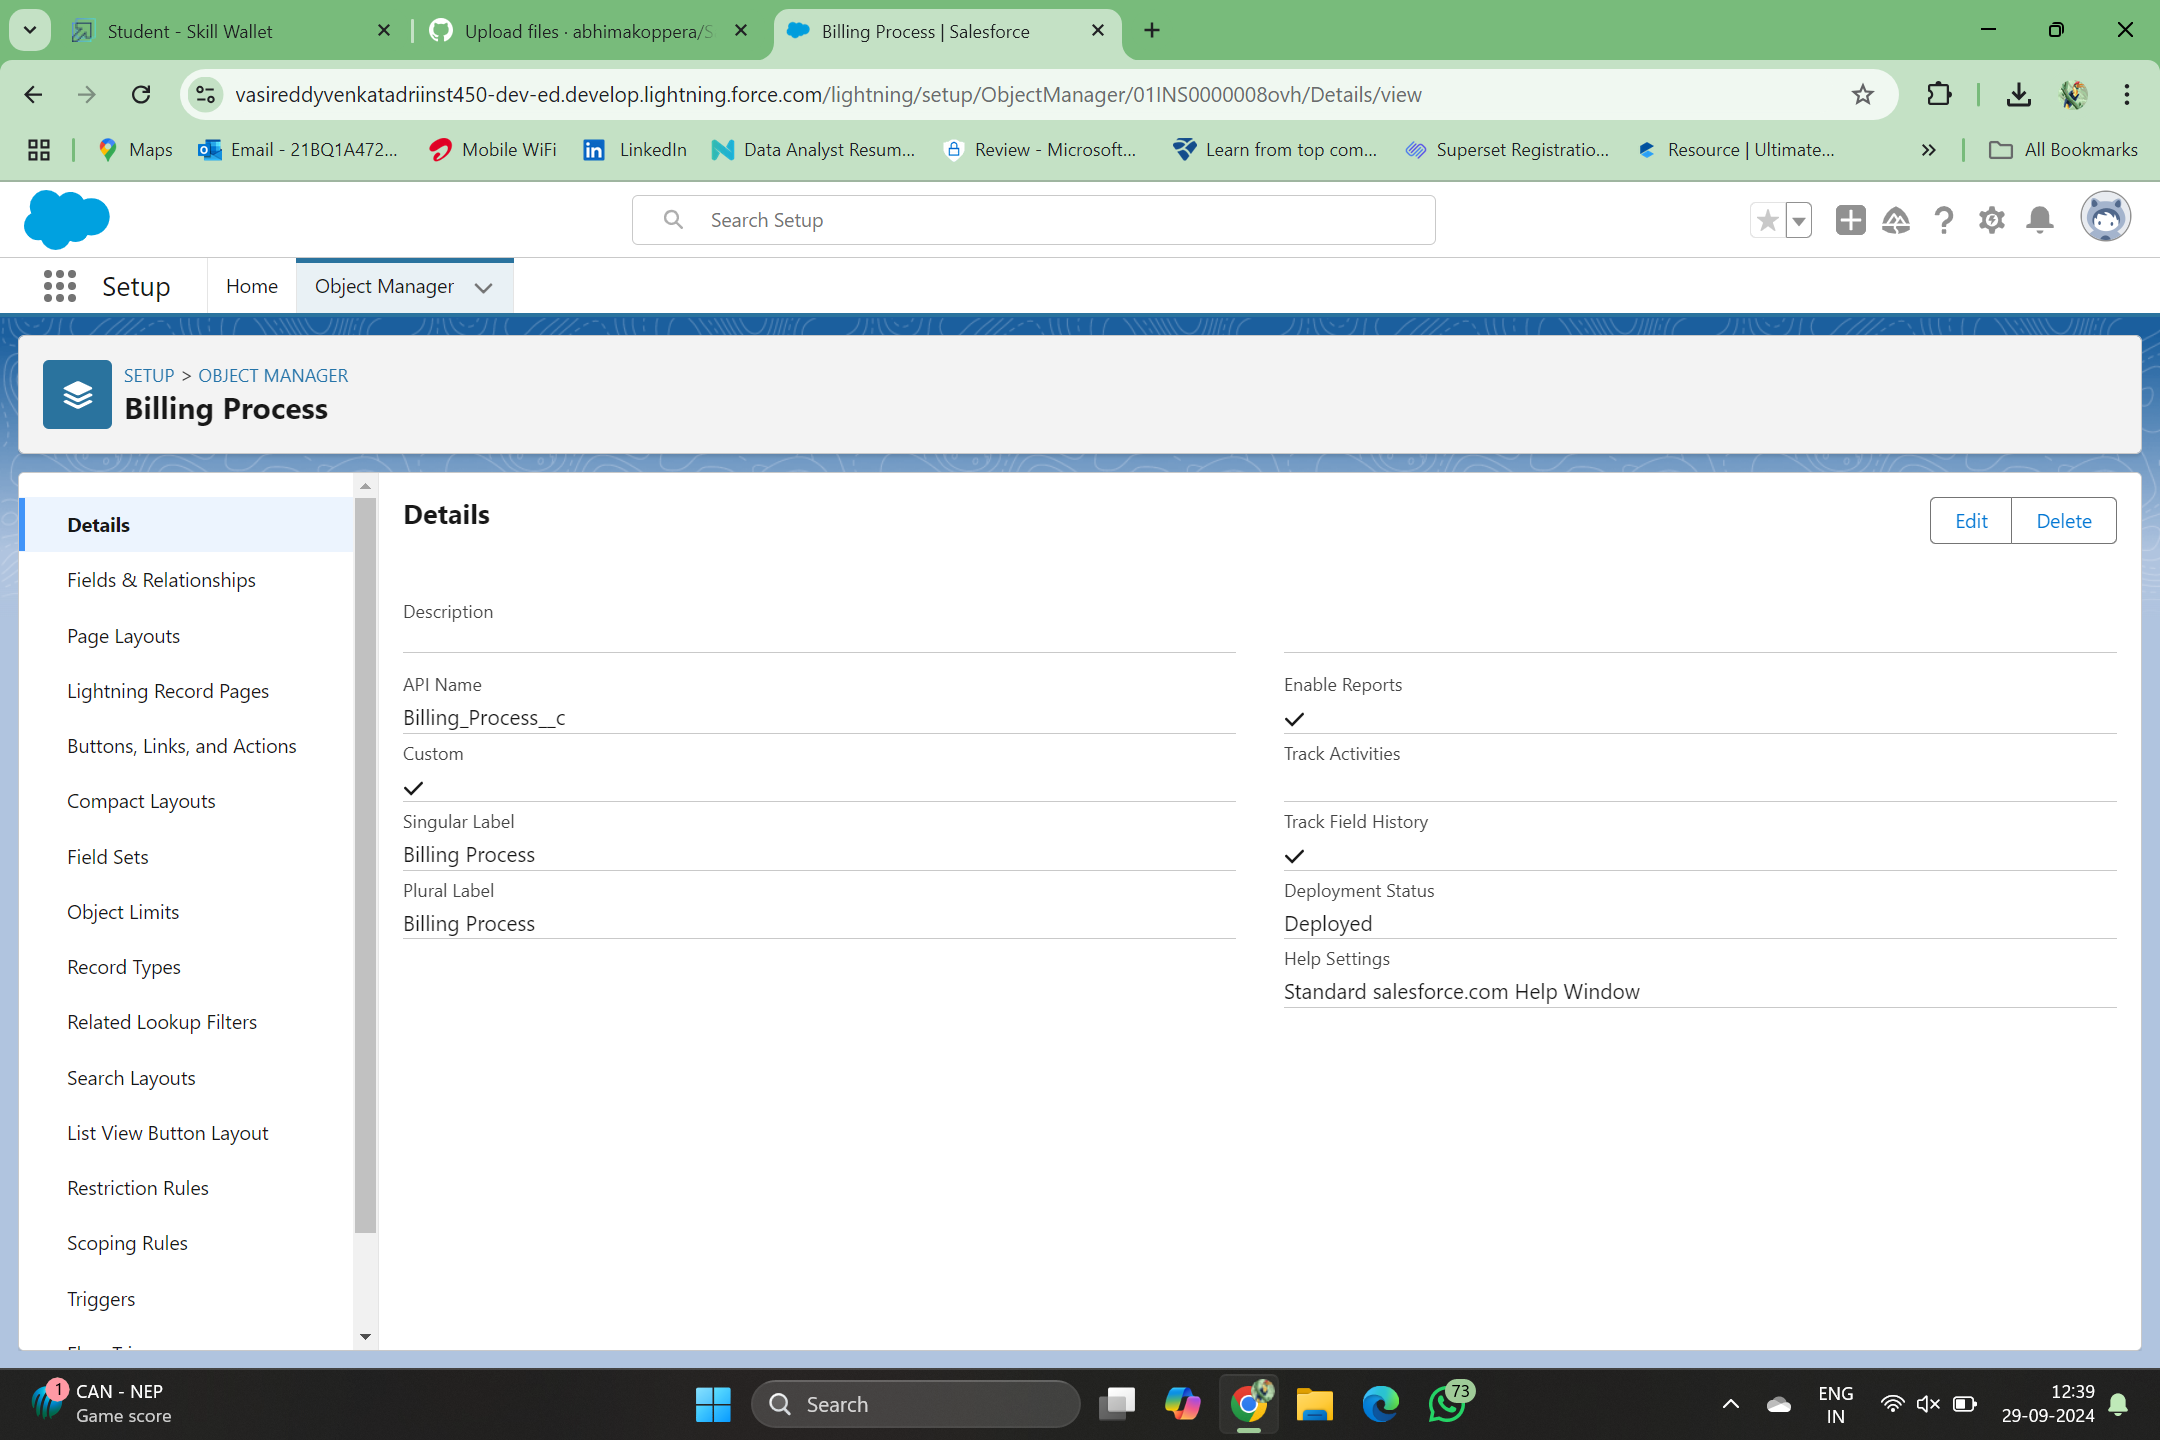 Student - Skill Wallet
Upload files · abhimakoppera/S
Billing Process | Salesforce
vasireddyvenkatadriinst450-dev-ed.develop.lightning.force.com/lightning/setup/ObjectManager/01INS0000008ovh/Details/view
Maps
Email - 21BQ1A472...
Mobile WiFi
LinkedIn
Data Analyst Resum...
Review - Microsoft...
Learn from top com...
Superset Registratio...
Resource | Ultimate...
All Bookmarks
Search Setup
Setup
Home
Object Manager
SETUP > OBJECT MANAGER
Billing Process
Details
Fields & Relationships
Page Layouts
Lightning Record Pages
Buttons, Links, and Actions
Compact Layouts
Field Sets
Object Limits
Record Types
Related Lookup Filters
Search Layouts
List View Button Layout
Restriction Rules
Scoping Rules
Triggers
Details
Edit
Delete
Description
API Name
Billing_Process__c
Custom
Singular Label
Billing Process
Plural Label
Billing Process
Enable Reports
Track Activities
Track Field History
Deployment Status
Deployed
Help Settings
Standard salesforce.com Help Window
1
CAN - NEP
Game score
Search
73
ENG
IN
12:39
29-09-2024